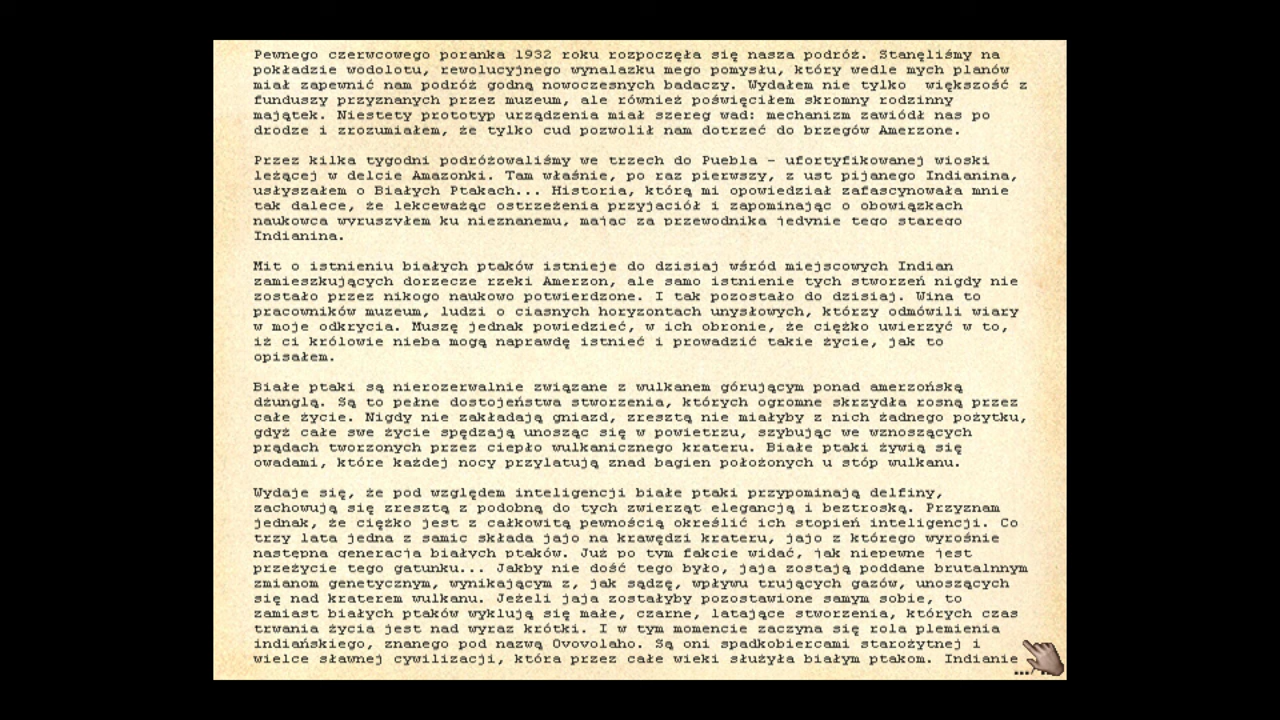 Pewnego czerwcowego poranka 1932 roku rozpoczęła się nasza podróż. Stanęliśmy na
pokładzie wodolotu, rewolucyjnego wynalazku mego pomysłu, który wedle mych planów
miał zapewnić nam podróż godną nowoczesnych badaczy. Wydałem nie tylko  większość z
funduszy przyznanych przez muzeum, ale również poświęciłem skromny rodzinny
majątek. Niestety prototyp urządzenia miał szereg wad: mechanizm zawiódł nas po
drodze i zrozumiałem, że tylko cud pozwolił nam dotrzeć do brzegów Amerzone.

Przez kilka tygodni podróżowaliśmy we trzech do Puebla - ufortyfikowanej wioski
leżącej w delcie Amazonki. Tam właśnie, po raz pierwszy, z ust pijanego Indianina,
usłyszałem o Białych Ptakach... Historia, którą mi opowiedział zafascynowała mnie
tak dalece, że lekceważąc ostrzeżenia przyjaciół i zapominając o obowiązkach
naukowca wyruszyłem ku nieznanemu, mając za przewodnika jedynie tego starego
Indianina.

Mit o istnieniu białych ptaków istnieje do dzisiaj wśród miejscowych Indian
zamieszkujących dorzecze rzeki Amerzon, ale samo istnienie tych stworzeń nigdy nie
zostało przez nikogo naukowo potwierdzone. I tak pozostało do dzisiaj. Wina to
pracowników muzeum, ludzi o ciasnych horyzontach unysłowych, którzy odmówili wiary
w moje odkrycia. Muszę jednak powiedzieć, w ich obronie, że ciężko uwierzyć w to,
iż ci królowie nieba mogą naprawdę istnieć i prowadzić takie życie, jak to
opisałem.

Białe ptaki są nierozerwalnie związane z wulkanem górującym ponad amerzońską
dżunglą. Są to pełne dostojeństwa stworzenia, których ogromne skrzydła rosną przez
całe życie. Nigdy nie zakładają gniazd, zresztą nie miałyby z nich żadnego pożytku,
gdyż całe swe życie spędzają unosząc się w powietrzu, szybując we wznoszących
prądach tworzonych przez ciepło wulkanicznego krateru. Białe ptaki żywią się
owadami, które każdej nocy przylatują znad bagien położonych u stóp wulkanu.

Wydaje się, że pod względem inteligencji białe ptaki przypominają delfiny,
zachowują się zresztą z podobną do tych zwierząt elegancją i beztroską. Przyznam
jednak, że ciężko jest z całkowitą pewnością określić ich stopień inteligencji. Co
trzy lata jedna z samic składa jajo na krawędzi krateru, jajo z którego wyrośnie
następna generacja białych ptaków. Już po tym fakcie widać, jak niepewne jest
przeżycie tego gatunku... Jakby nie dość tego było, jaja zostają poddane brutalnnym
zmianom genetycznym, wynikającym z, jak sądzę, wpływu trujących gazów, unoszących
się nad kraterem wulkanu. Jeżeli jaja zostałyby pozostawione samym sobie, to
zamiast białych ptaków wyklują się małe, czarne, latające stworzenia, których czas
trwania życia jest nad wyraz krótki. I w tym momencie zaczyna się rola plemienia
indiańskiego, znanego pod nazwą Ovovolaho. Są oni spadkobiercami starożytnej i
wielce sławnej cywilizacji, która przez całe wieki służyła białym ptakom. Indianie